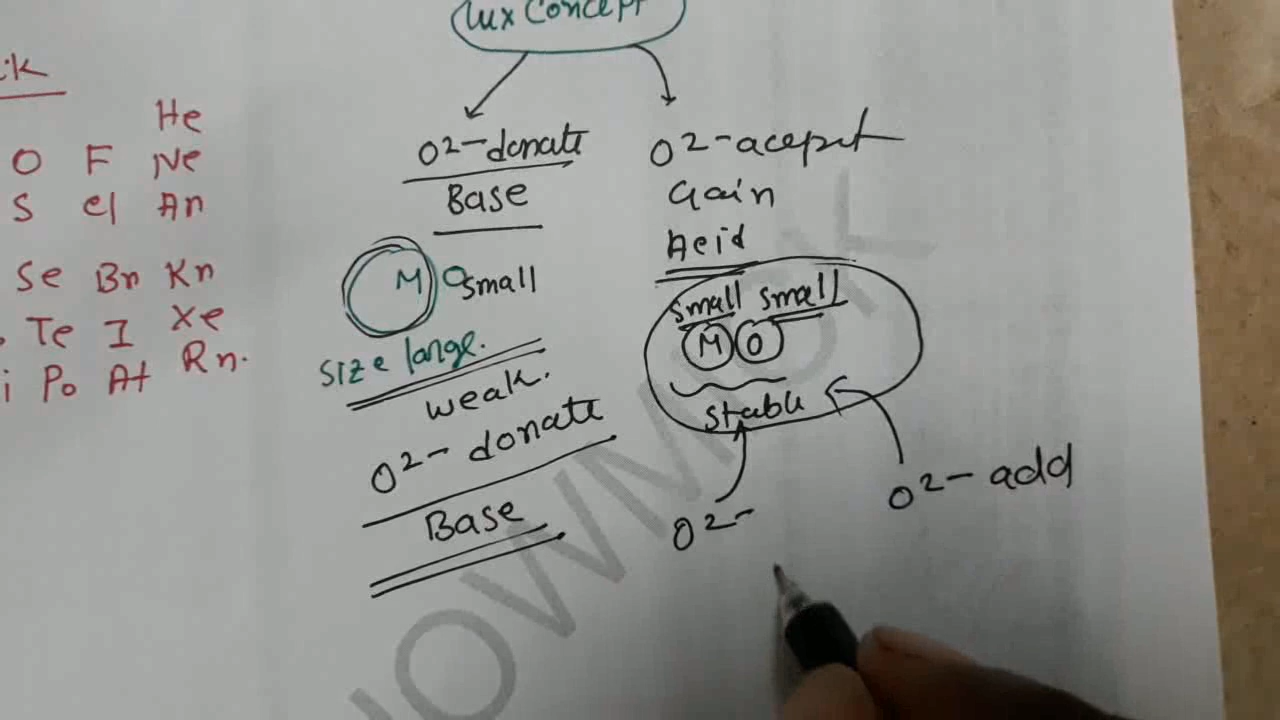 Lux Concept
He
O F Ne
S Cl Ar
Se Br Kr
Te I Xe
Po At Rn.
O2-donate
Base
M O small
size large.
weak.
O2- donate
Base
O2-acept
Gain
Acid
small small
M O
stable
O2-
O2- add